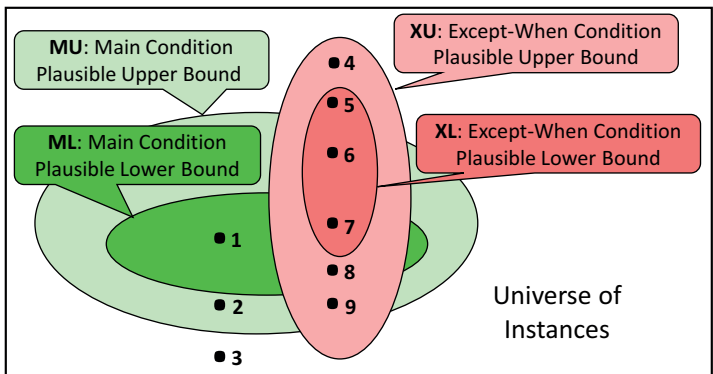 MU: Main Condition
Plausible Upper Bound
XU: Except-When Condition
Plausible Upper Bound
4
5
ML: Main Condition
Plausible Lower Bound
XL: Except-When Condition
Plausible Lower Bound
6
7
1
8
2
9
3
Universe of
Instances